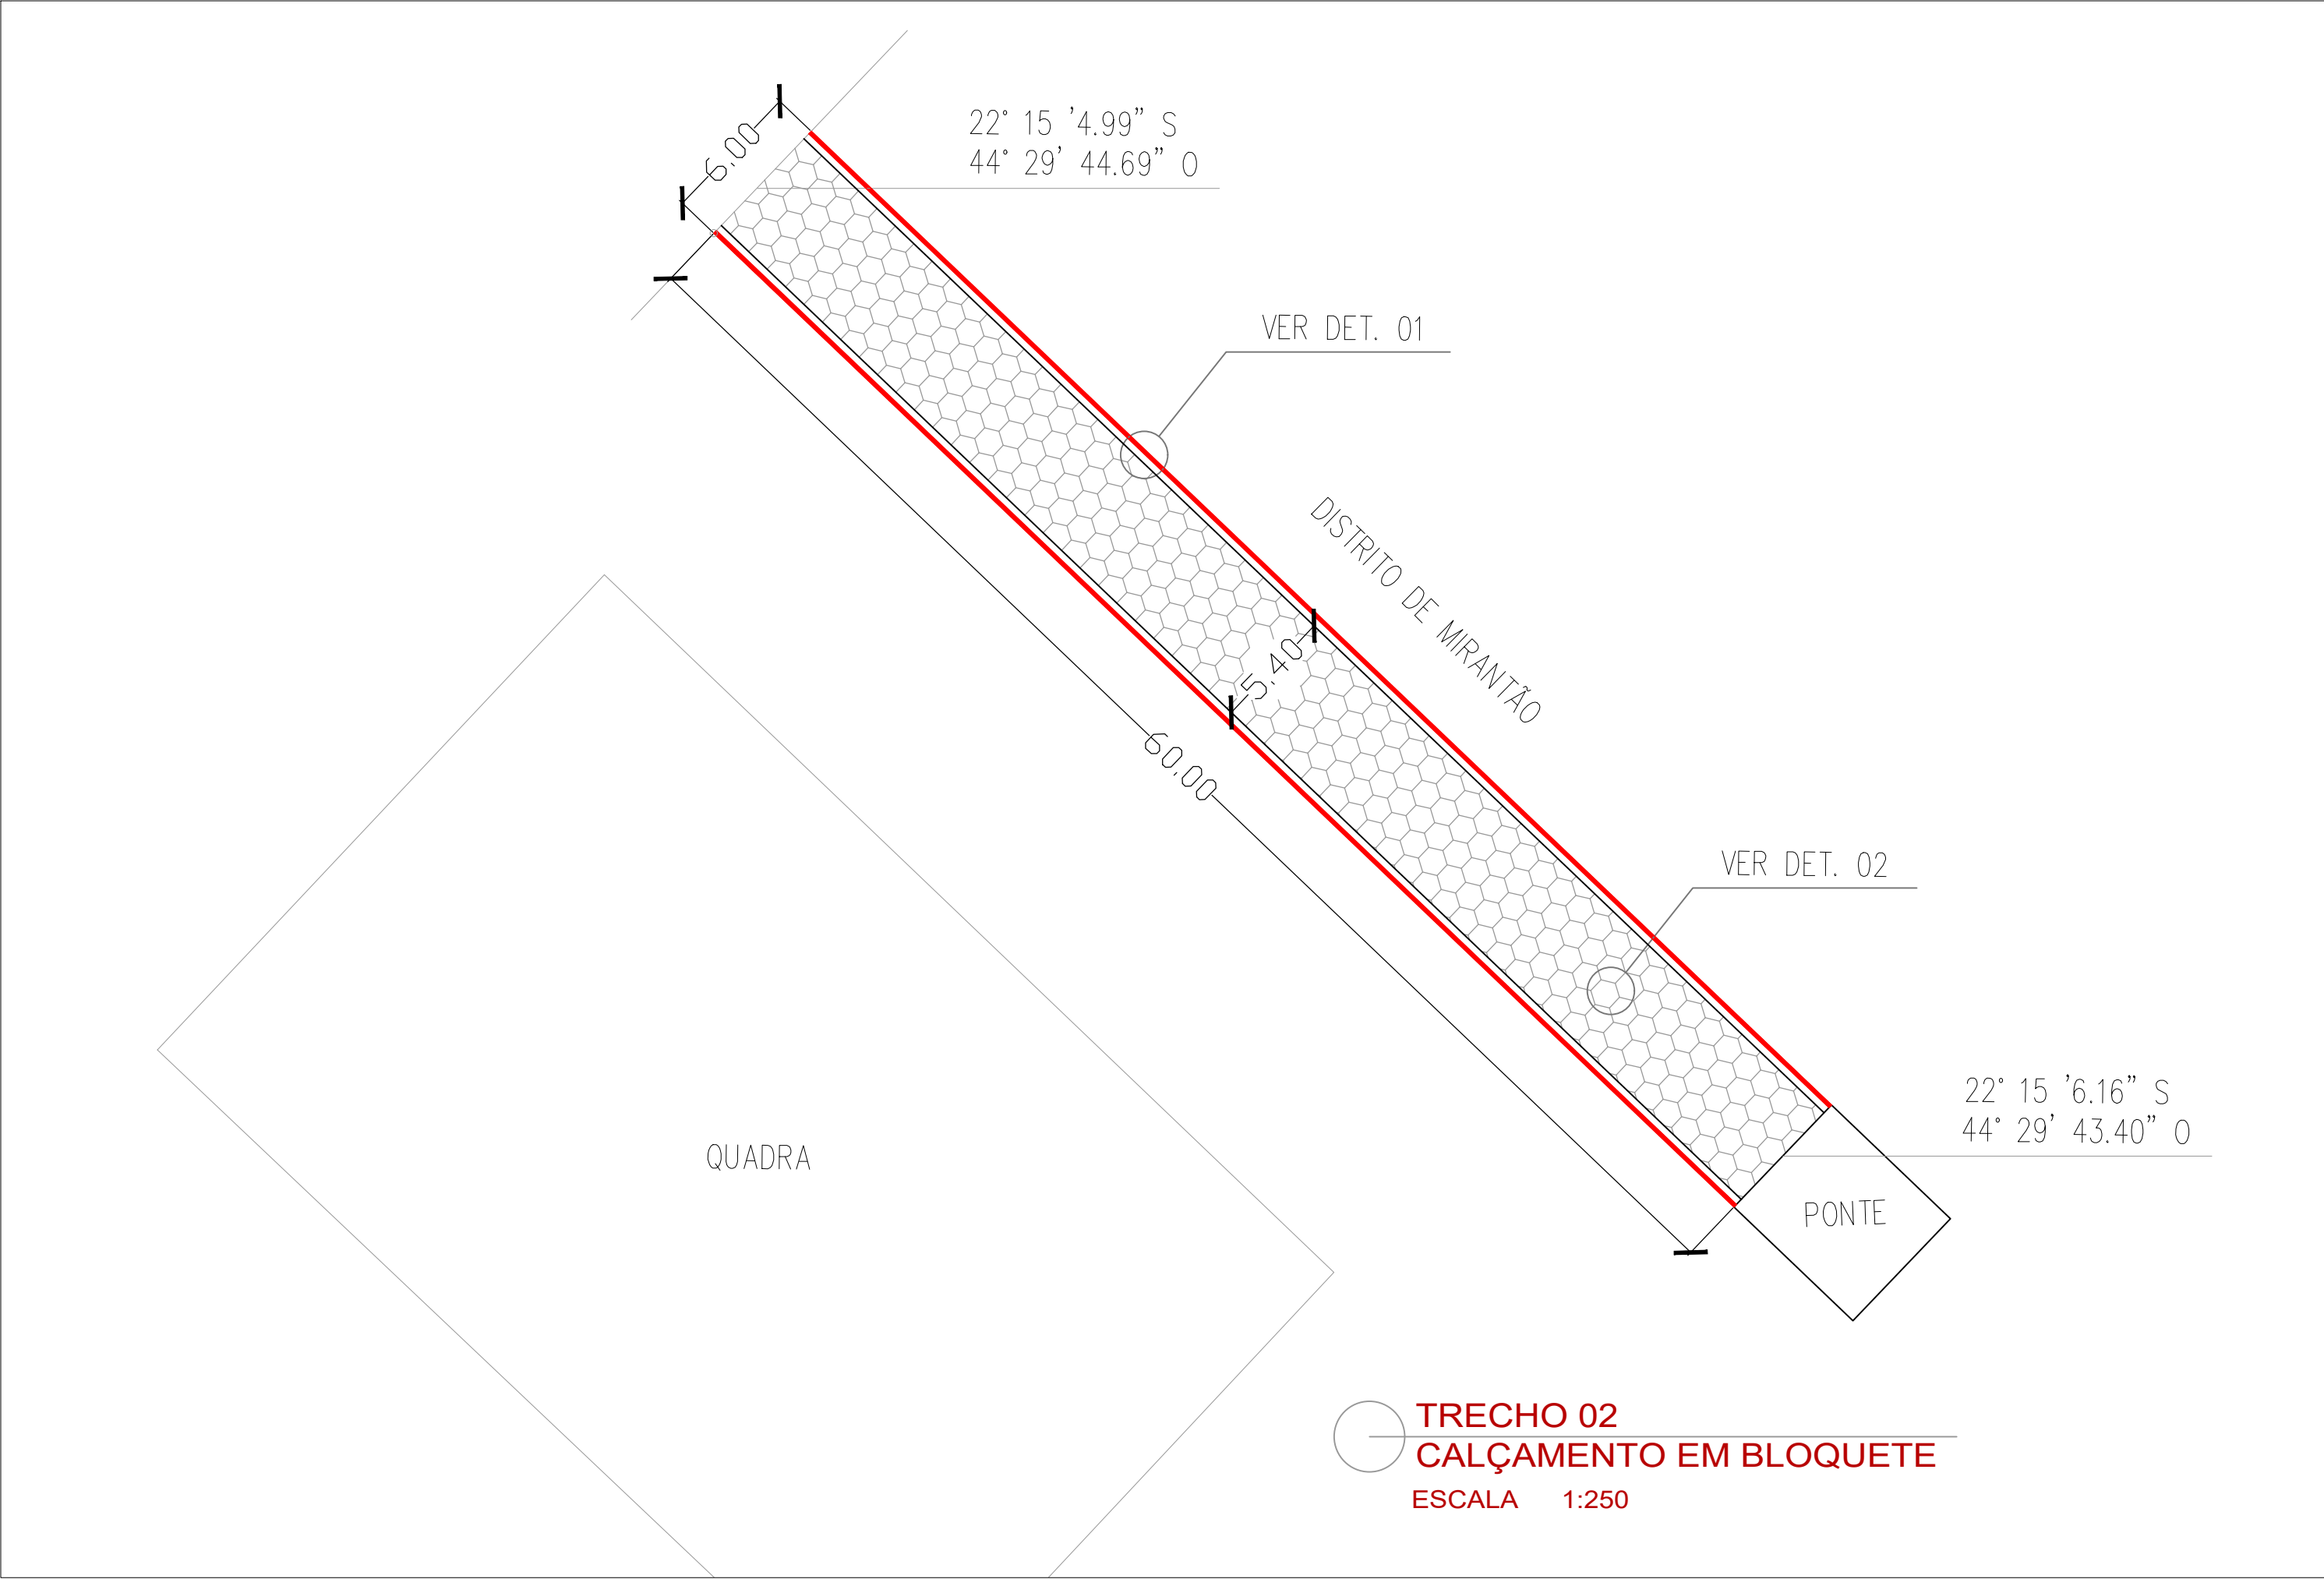 22° 15 '4.99" S
44° 29' 44.69" O
6,00
VER DET. 01
DISTRITO DE MIRANTÃO
5,40
60,00
VER DET. 02
22° 15 '6.16" S
44° 29' 43.40" O
QUADRA
PONTE
TRECHO 02
CALÇAMENTO EM BLOQUETE
ESCALA 1:250